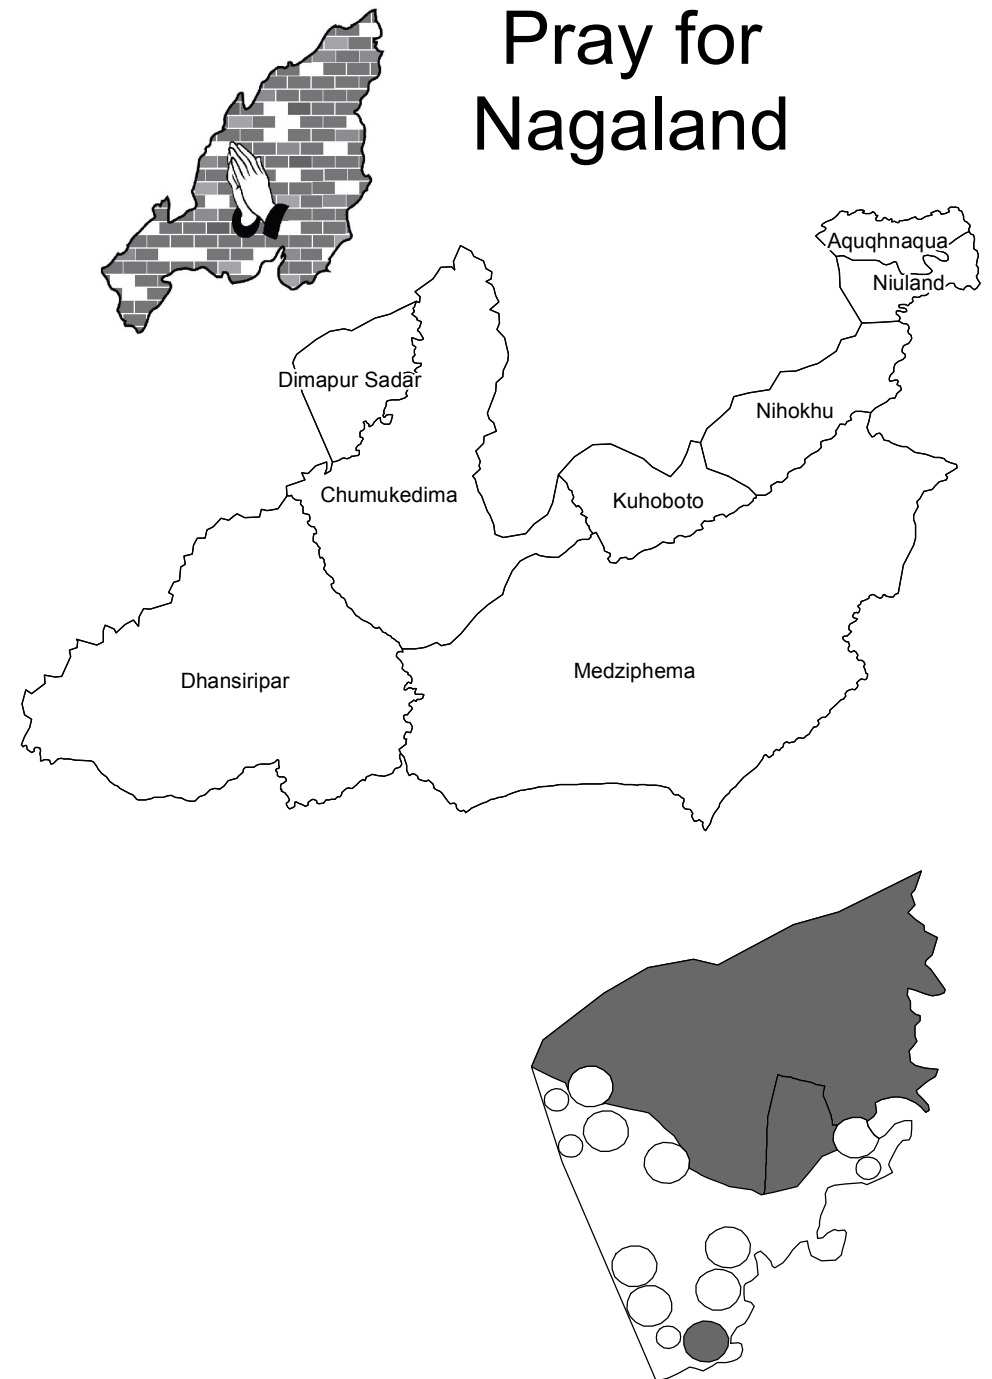 Pray for
Nagaland
Aquqhnaqua
Niuland
Dimapur Sadar
Nihokhu
Chumukedima
Kuhoboto
Dhansiripar
Medziphema